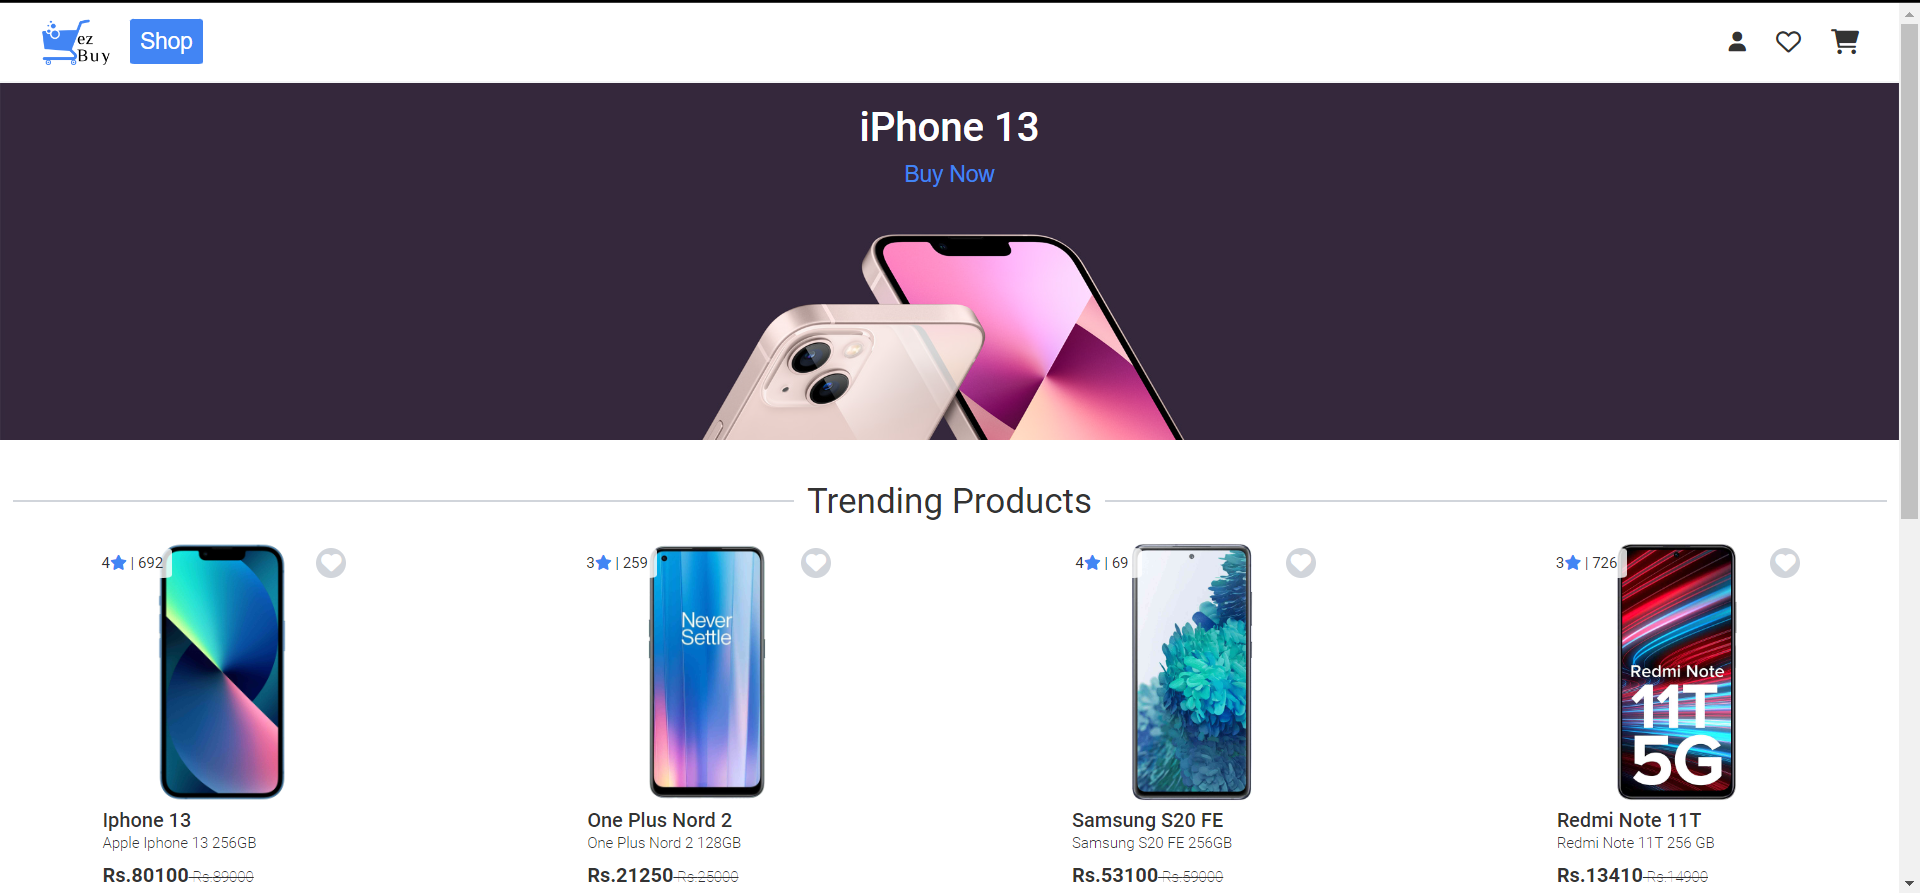 ez
Buy
Shop
iPhone 13
Buy Now
Trending Products
4 | 692
3 | 259
Never
Settle
4 | 69
3 | 726
Redmi Note
11T
5G
Iphone 13
Apple Iphone 13 256GB
Rs.80100 Rs.89000
One Plus Nord 2
One Plus Nord 2 128GB
Rs.21250 Rs.25000
Samsung S20 FE
Samsung S20 FE 256GB
Rs.53100 Rs.59000
Redmi Note 11T
Redmi Note 11T 256 GB
Rs.13410 Rs.14900